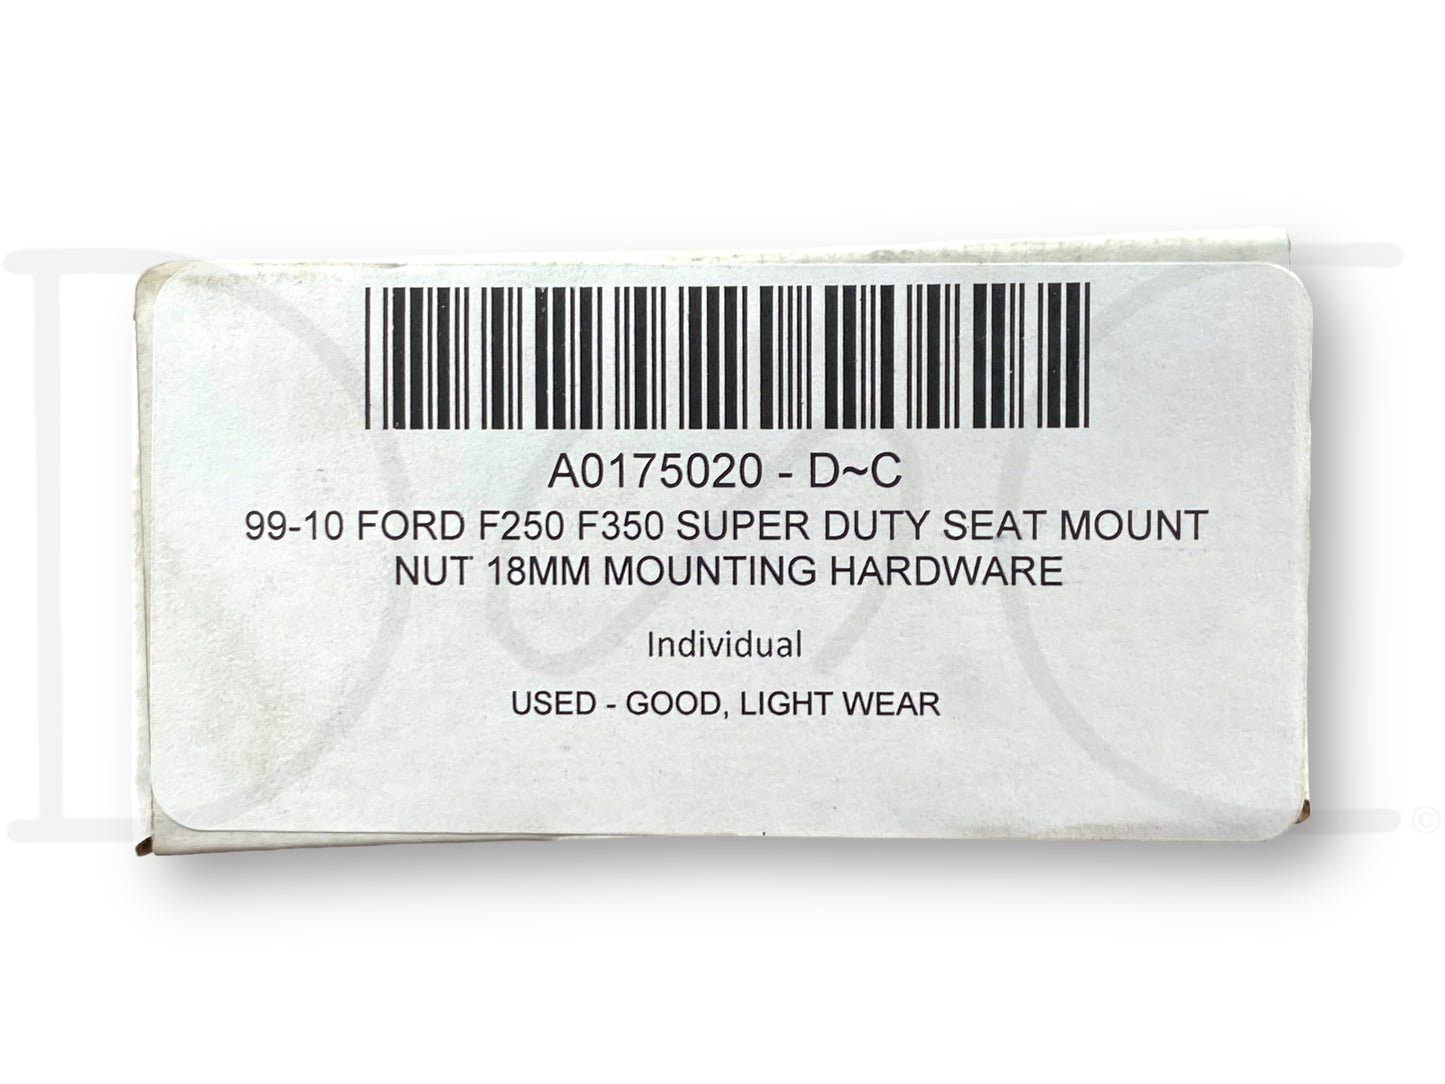 A0175020 - D~C
99-10 FORD F250 F350 SUPER DUTY SEAT MOUNT
NUT 18MM MOUNTING HARDWARE
Individual
USED - GOOD, LIGHT WEAR
D~C
©